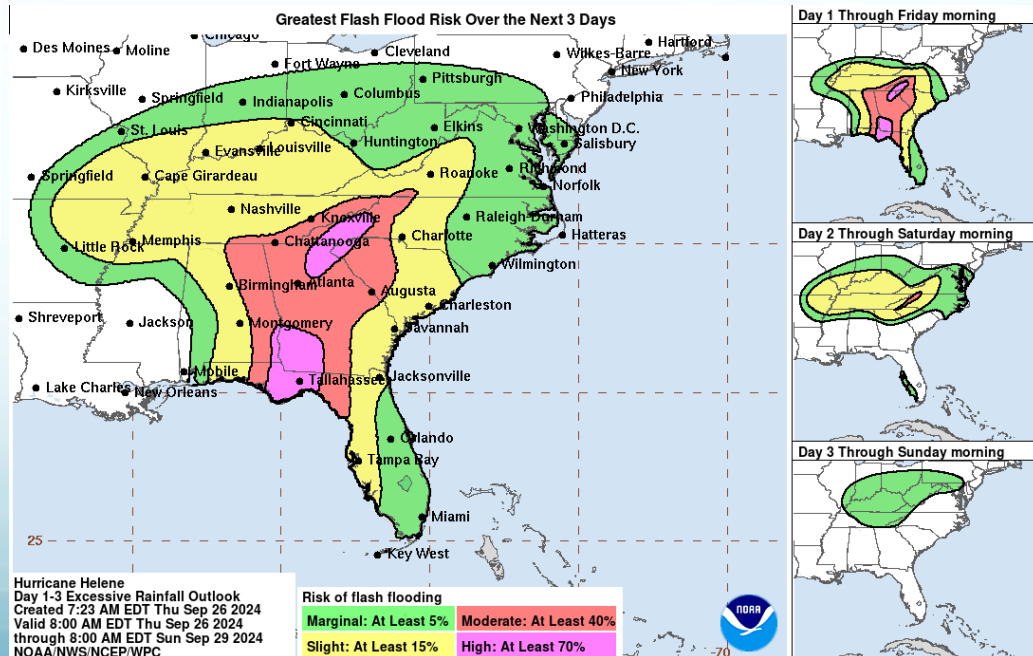 Greatest Flash Flood Risk Over the Next 3 Days
Chicago
Des Moines
Moline
Cleveland
Wilkes-Barre
Hartford
Fort Wayne
New York
Kirksville
Springfield
Indianapolis
Columbus
Pittsburgh
Philadelphia
St. Louis
Cincinnati
Elkins
Washington D.C.
Huntington
Salisbury
Evansville
Louisville
Springfield
Cape Girardeau
Roanoke
Richmond
Norfolk
Nashville
Knoxville
Raleigh-Durham
Hatteras
Little Rock
Memphis
Chattanooga
Charlotte
Wilmington
Birmingham
Atlanta
Augusta
Charleston
Shreveport
Jackson
Montgomery
Savannah
Mobile
Tallahassee
Jacksonville
Lake Charles
New Orleans
Orlando
Tampa Bay
Miami
25
Key West
-70
Hurricane Helene
Day 1-3 Excessive Rainfall Outlook
Created 7:23 AM EDT Thu Sep 26 2024
Valid 8:00 AM EDT Thu Sep 26 2024
through 8:00 AM EDT Sun Sep 29 2024
NOAA/NWS/NCEP/WPC
Risk of flash flooding
Marginal: At Least 5%
Moderate: At Least 40%
Slight: At Least 15%
High: At Least 70%
NOAA
Day 1 Through Friday morning
Day 2 Through Saturday morning
Day 3 Through Sunday morning